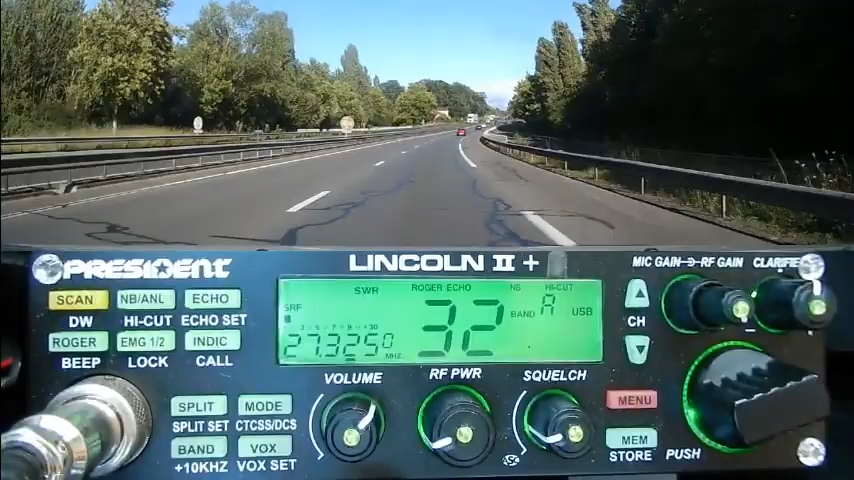 PRESIDENT
LINCOLN II +
MIC GAIN RF GAIN CLARIFIER
SCAN
NB/ANL
ECHO
DW
HI-CUT
ECHO SET
ROGER
EMG 1/2
INDIC
BEEP
LOCK
CALL
SWR
ROGER ECHO
NB
HI-CUT
SRF
32
BAND
A
USB
27.3250
MHZ
CH
VOLUME
RF PWR
SQUELCH
SPLIT
MODE
SPLIT SET
CTCSS/DCS
BAND
VOX
+10KHZ
VOX SET
MENU
MEM
STORE
PUSH
ASC